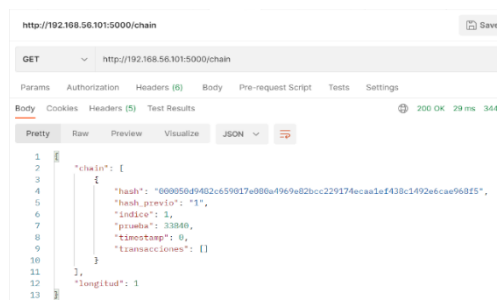 http://192.168.56.101:5000/chain
Save
GET http://192.168.56.101:5000/chain
Params Authorization Headers (6) Body Pre-request Script Tests Settings
Body Cookies Headers (5) Test Results 200 OK 29 ms 344
Pretty Raw Preview Visualize JSON
1 {
2 "chain": [
3 {
4 "hash": "000050d9482c659017e080a4969e82bcc229174ecaa1ef438c1492e6cae968f5",
5 "hash_previo": "1",
6 "indice": 1,
7 "prueba": 33840,
8 "timestamp": 0,
9 "transacciones": []
10 }
11 ],
12 "longitud": 1
13 }